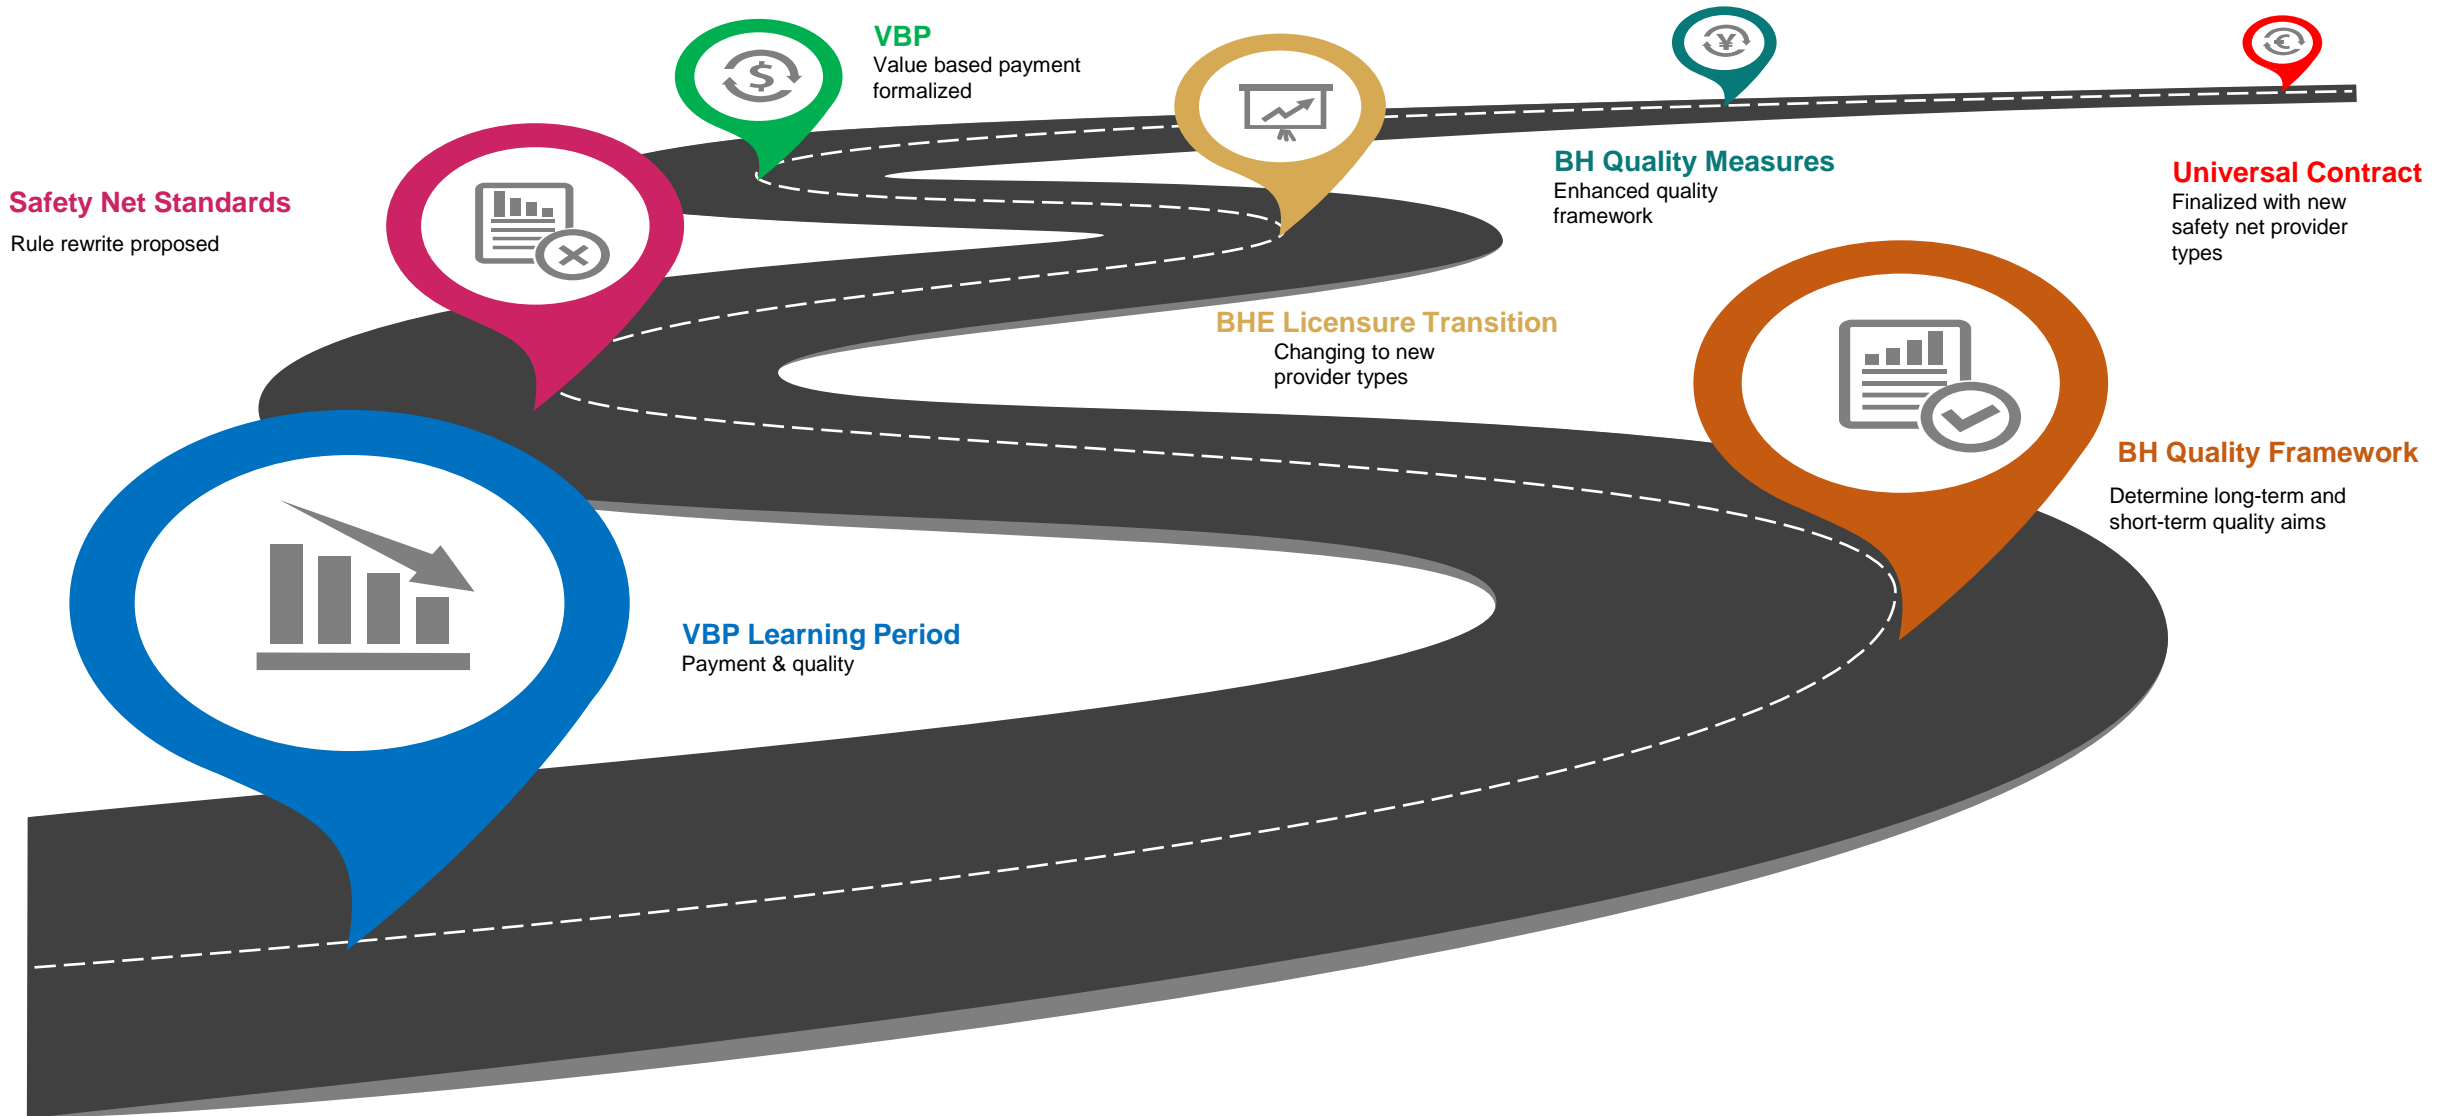 VBP
Value based payment
formalized
Safety Net Standards
Rule rewrite proposed
BH Quality Measures
Enhanced quality
framework
Universal Contract
Finalized with new
safety net provider
types
BHE Licensure Transition
Changing to new
provider types
BH Quality Framework
Determine long-term and
short-term quality aims
VBP Learning Period
Payment & quality
$
¥
€